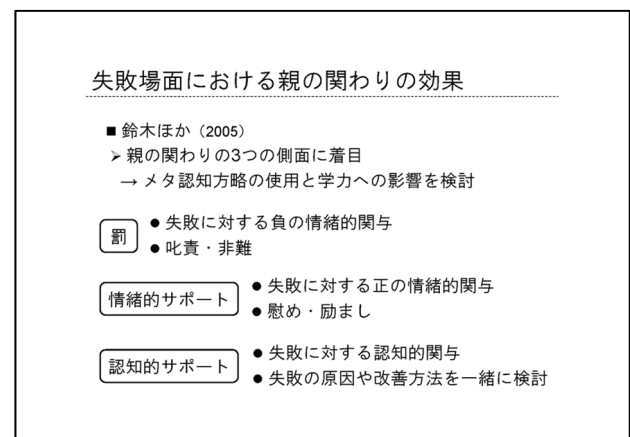 失敗場面における親の関わりの効果
■ 鈴木ほか（2005）
➢ 親の関わりの3つの側面に着目
→ メタ認知方略の使用と学力への影響を検討
罰
● 失敗に対する負の情緒的関与
● 叱責・非難
情緒的サポート
● 失敗に対する正の情緒的関与
● 慰め・励まし
認知的サポート
● 失敗に対する認知的関与
● 失敗の原因や改善方法を一緒に検討